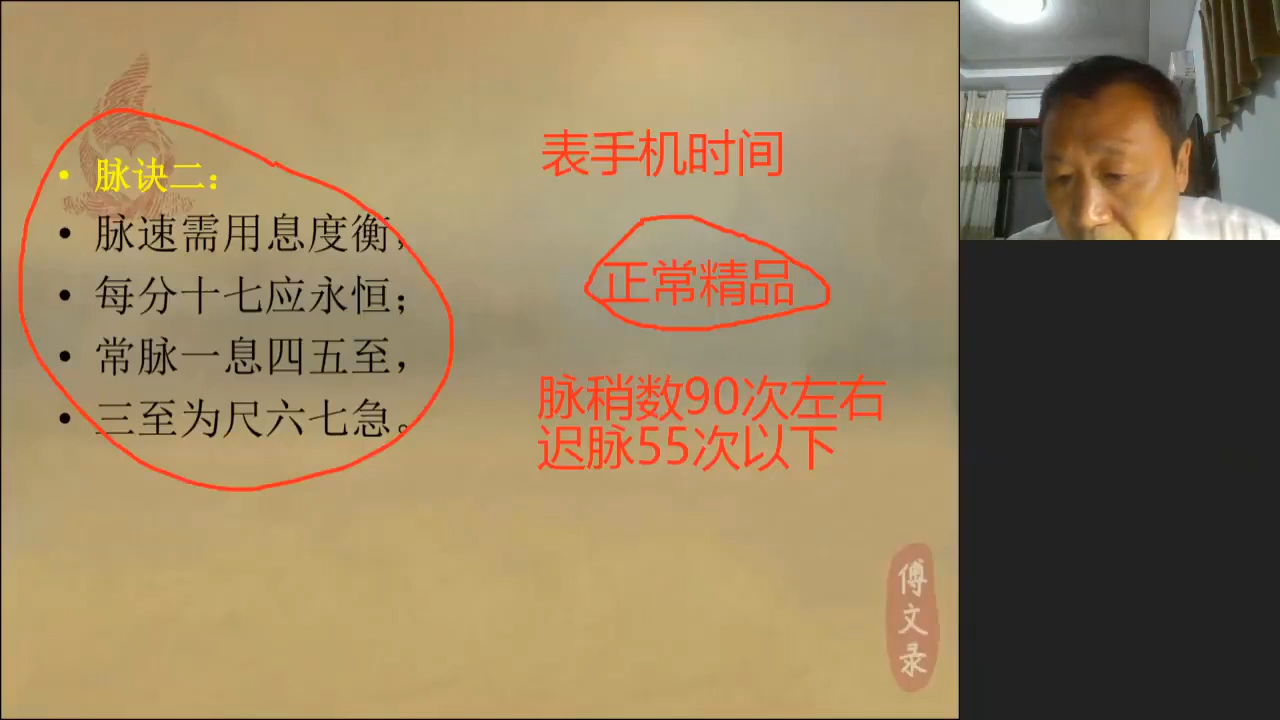 脉诀二：
脉速需用息度衡，
每分十七应永恒；
常脉一息四五至，
三至为尺六七急。
表手机时间
正常精品
脉稍数90次左右
迟脉55次以下
傅文录